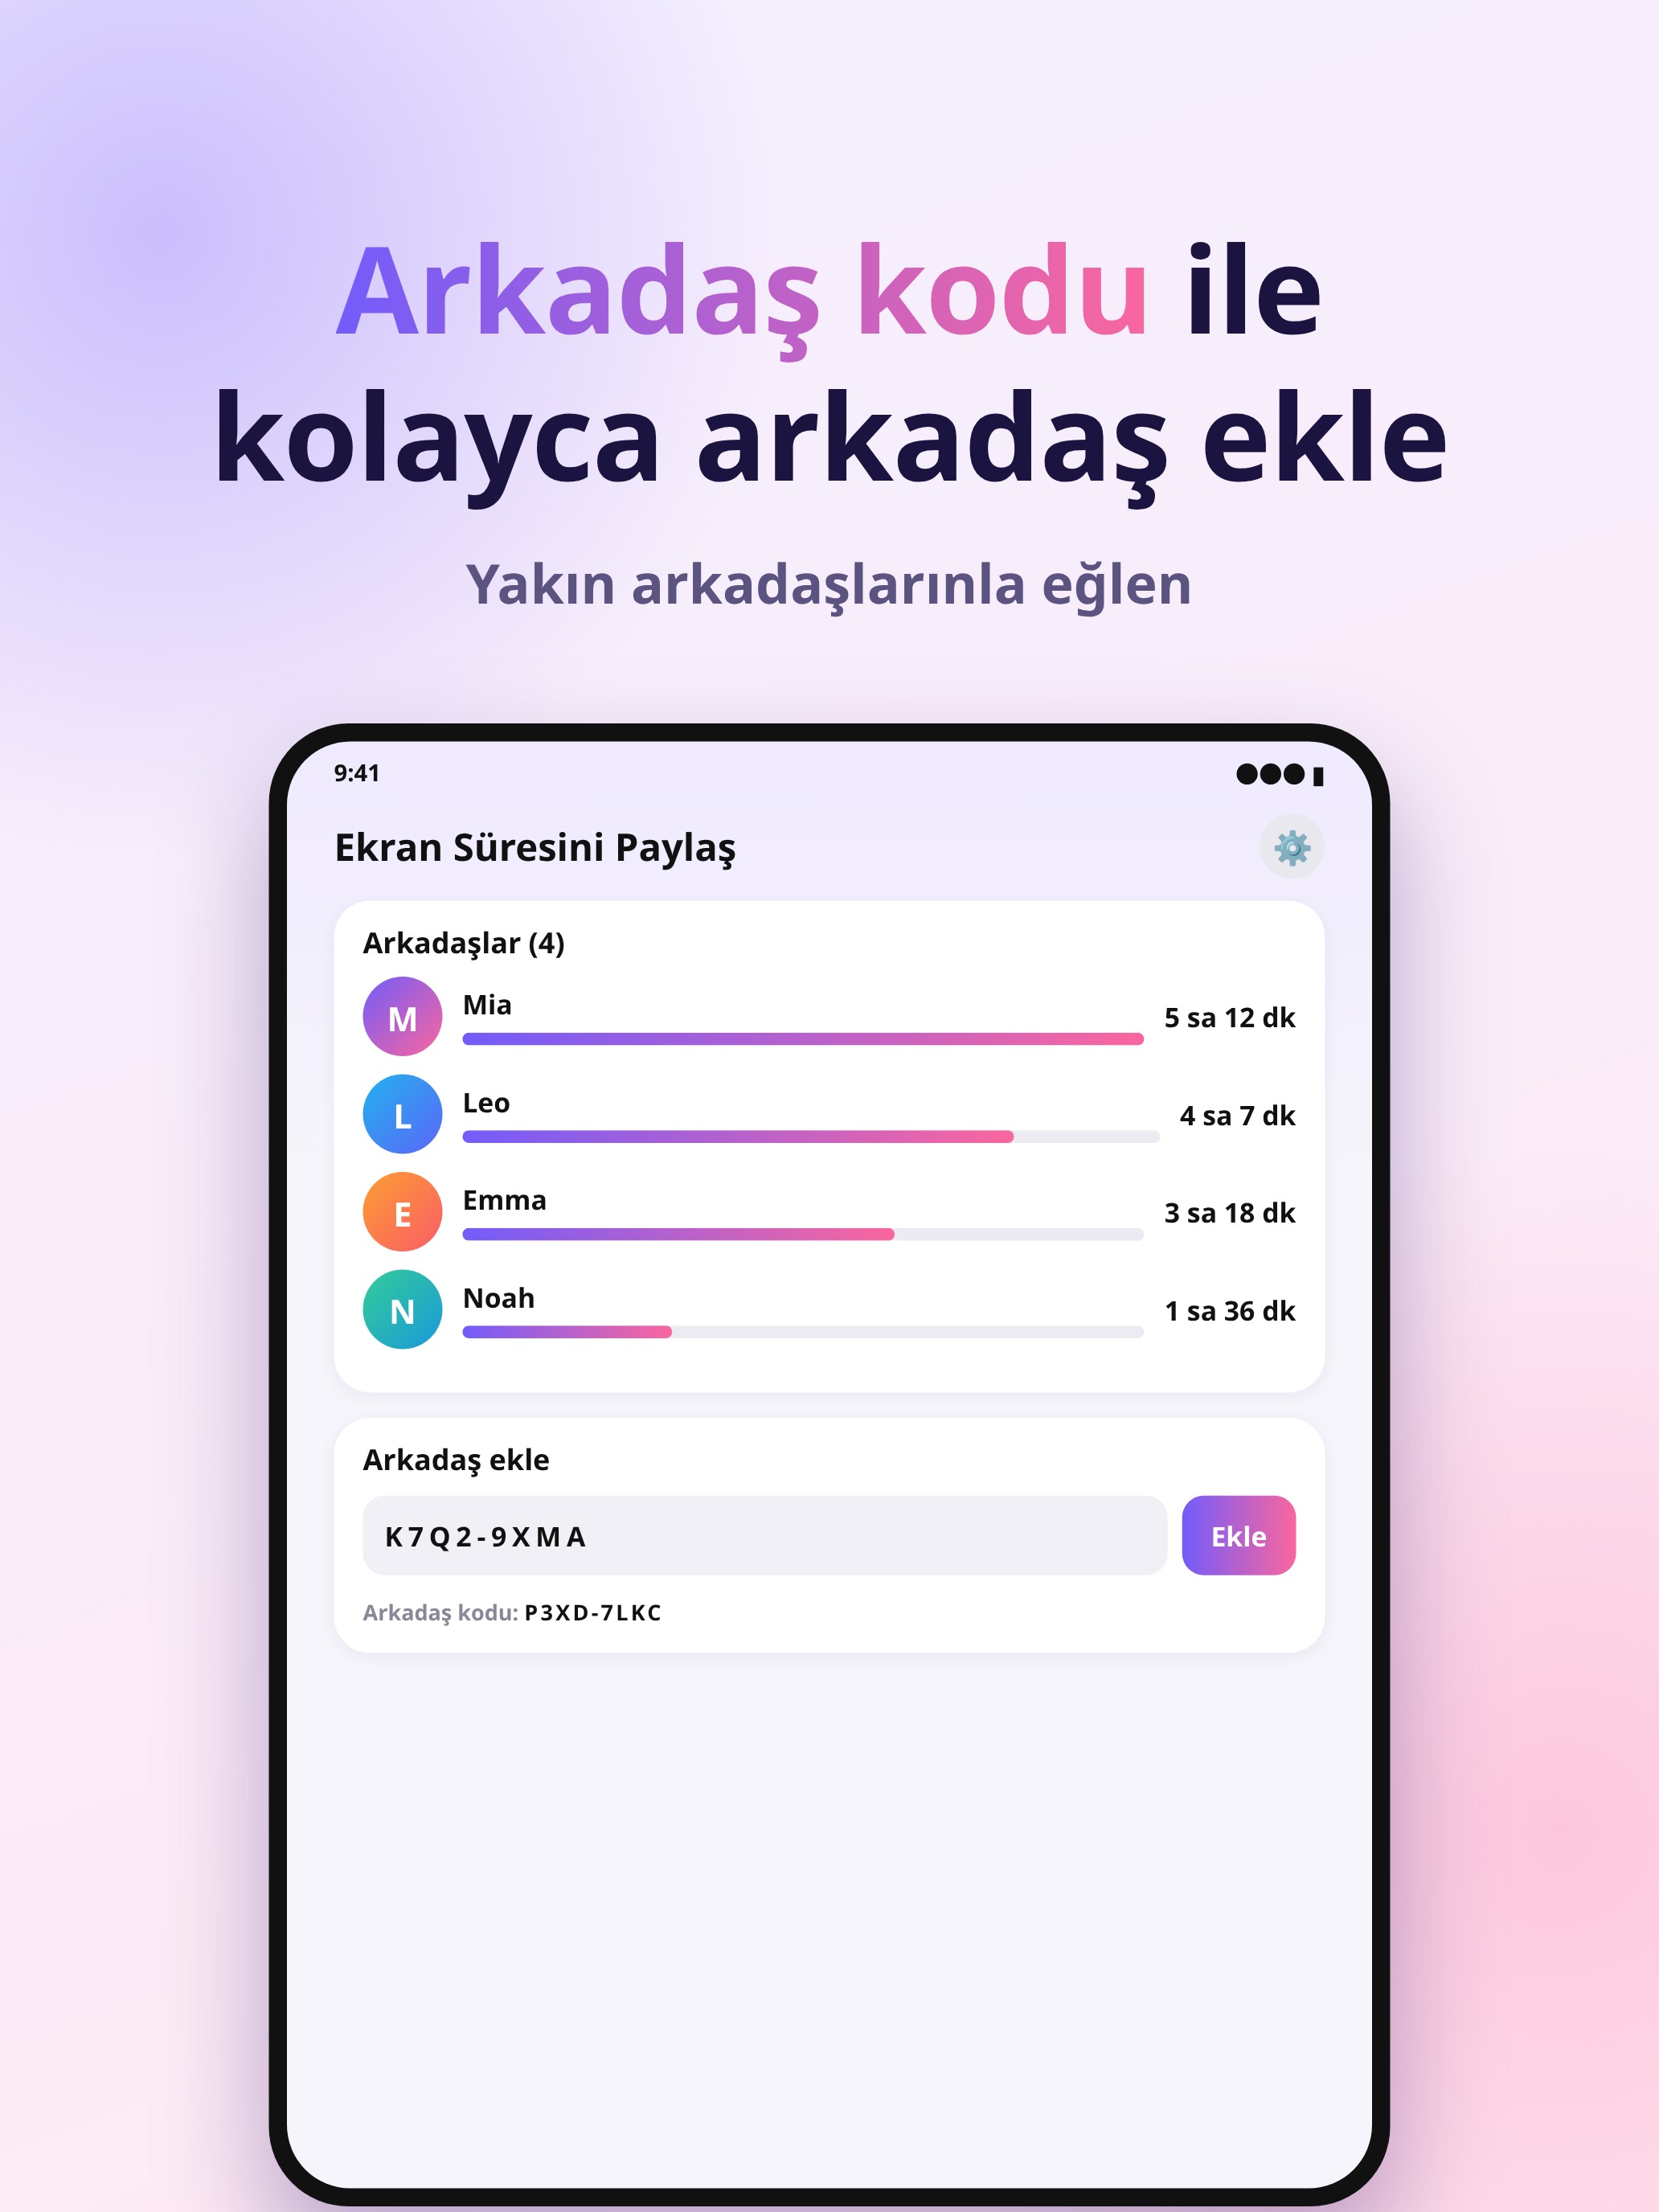 Arkadaş kodu ile
kolayca arkadaş ekle
Yakın arkadaşlarınla eğlen
9:41
Ekran Süresini Paylaş
Arkadaşlar (4)
M
Mia
5 sa 12 dk
L
Leo
4 sa 7 dk
E
Emma
3 sa 18 dk
N
Noah
1 sa 36 dk
Arkadaş ekle
K7Q2-9XMA
Ekle
Arkadaş kodu: P3XD-7LKC